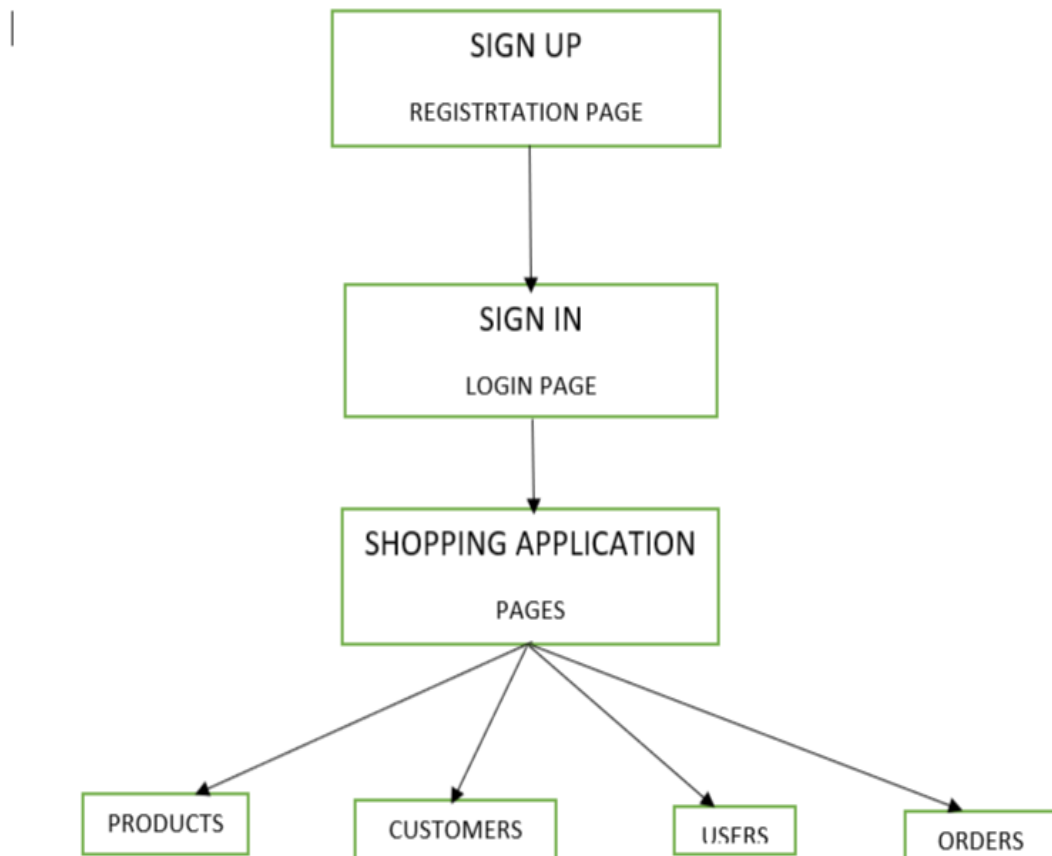 SIGN UP
REGISTRTATION PAGE
SIGN IN
LOGIN PAGE
SHOPPING APPLICATION
PAGES
PRODUCTS
CUSTOMERS
USERS
ORDERS